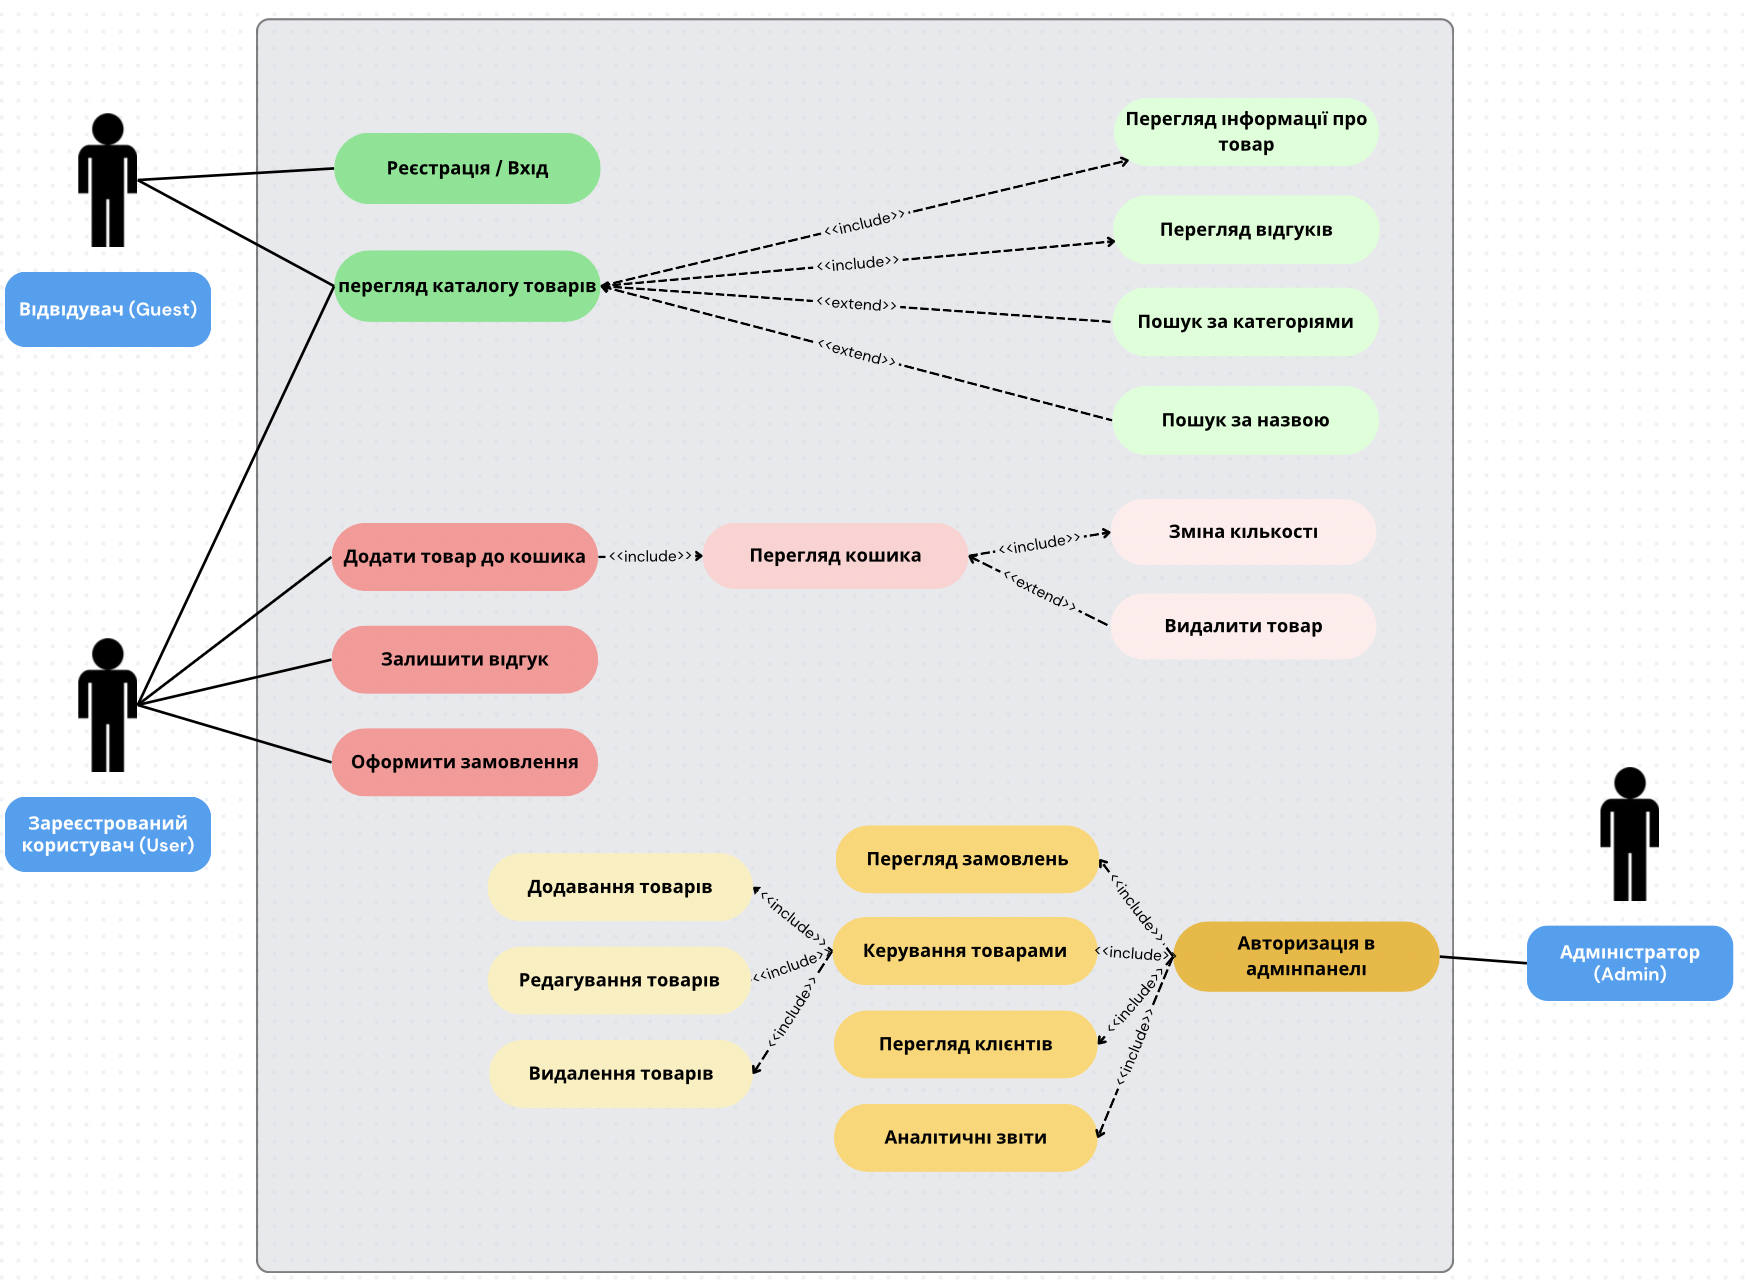 Перегляд інформації про
товар
Реєстрація / Вхід
<<include>>
Перегляд відгуків
<<include>>
перегляд каталогу товарів
<<extend>>
Відвідувач (Guest)
Пошук за категоріями
<<extend>>
Пошук за назвою
Зміна кількості
<<include>>
Додати товар до кошика
<<include>>
Перегляд кошика
<<extend>>
Видалити товар
Залишити відгук
Оформити замовлення
Зареєстрований
користувач (User)
Перегляд замовлень
Додавання товарів
<<include>>
<<include>>
Керування товарами
<<include>>
Авторизація в
адмінпанелі
Адміністратор
(Admin)
Редагування товарів
<<include>>
<<include>>
<<include>>
<<include>>
Перегляд клієнтів
Видалення товарів
Аналітичні звіти